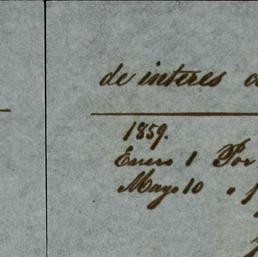 de interes
1859.
Enero 1 Por
Mayo 10 "